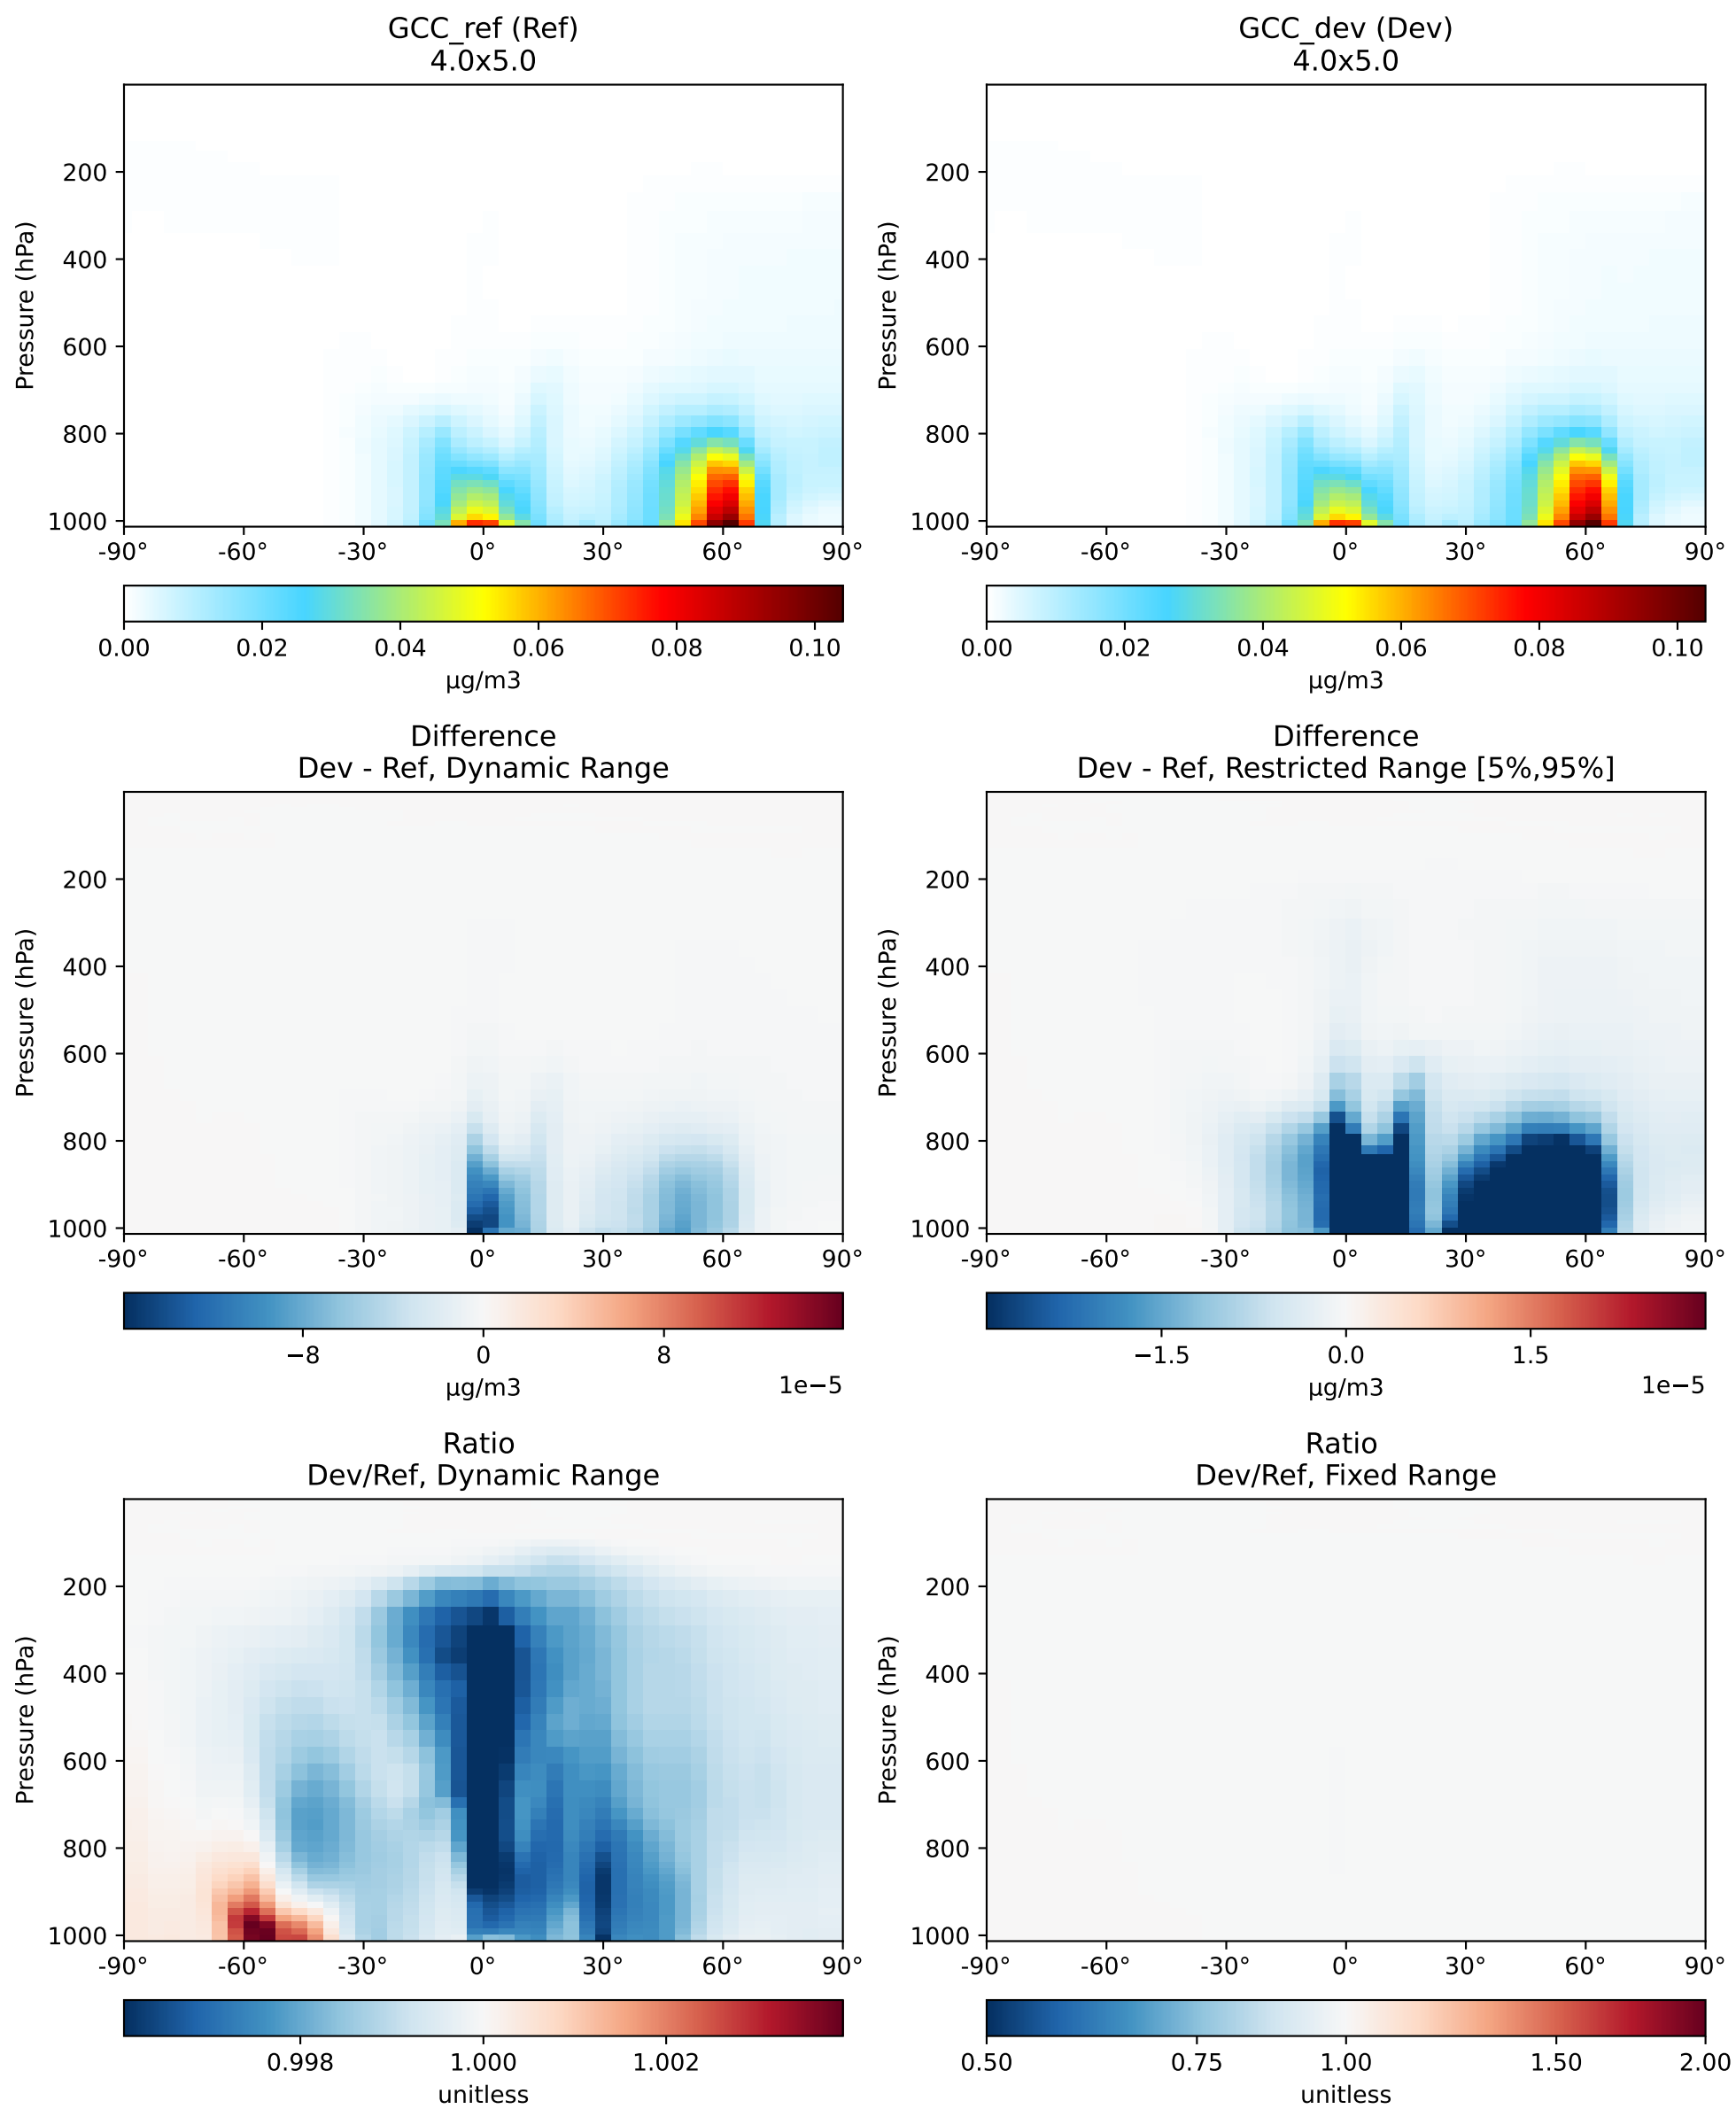 GCC_ref (Ref)
4.0x5.0
Pressure (hPa)
200
400
600
800
1000
-90° -60° -30° 0° 30° 60° 90°
0.00 0.02 0.04 0.06 0.08 0.10
µg/m3
GCC_dev (Dev)
4.0x5.0
Pressure (hPa)
200
400
600
800
1000
-90° -60° -30° 0° 30° 60° 90°
0.00 0.02 0.04 0.06 0.08 0.10
µg/m3
Difference
Dev - Ref, Dynamic Range
Pressure (hPa)
200
400
600
800
1000
-90° -60° -30° 0° 30° 60° 90°
−8 0 8
µg/m3 1e−5
Difference
Dev - Ref, Restricted Range [5%,95%]
Pressure (hPa)
200
400
600
800
1000
-90° -60° -30° 0° 30° 60° 90°
−1.5 0.0 1.5
µg/m3 1e−5
Ratio
Dev/Ref, Dynamic Range
Pressure (hPa)
200
400
600
800
1000
-90° -60° -30° 0° 30° 60° 90°
0.998 1.000 1.002
unitless
Ratio
Dev/Ref, Fixed Range
Pressure (hPa)
200
400
600
800
1000
-90° -60° -30° 0° 30° 60° 90°
0.50 0.75 1.00 1.50 2.00
unitless